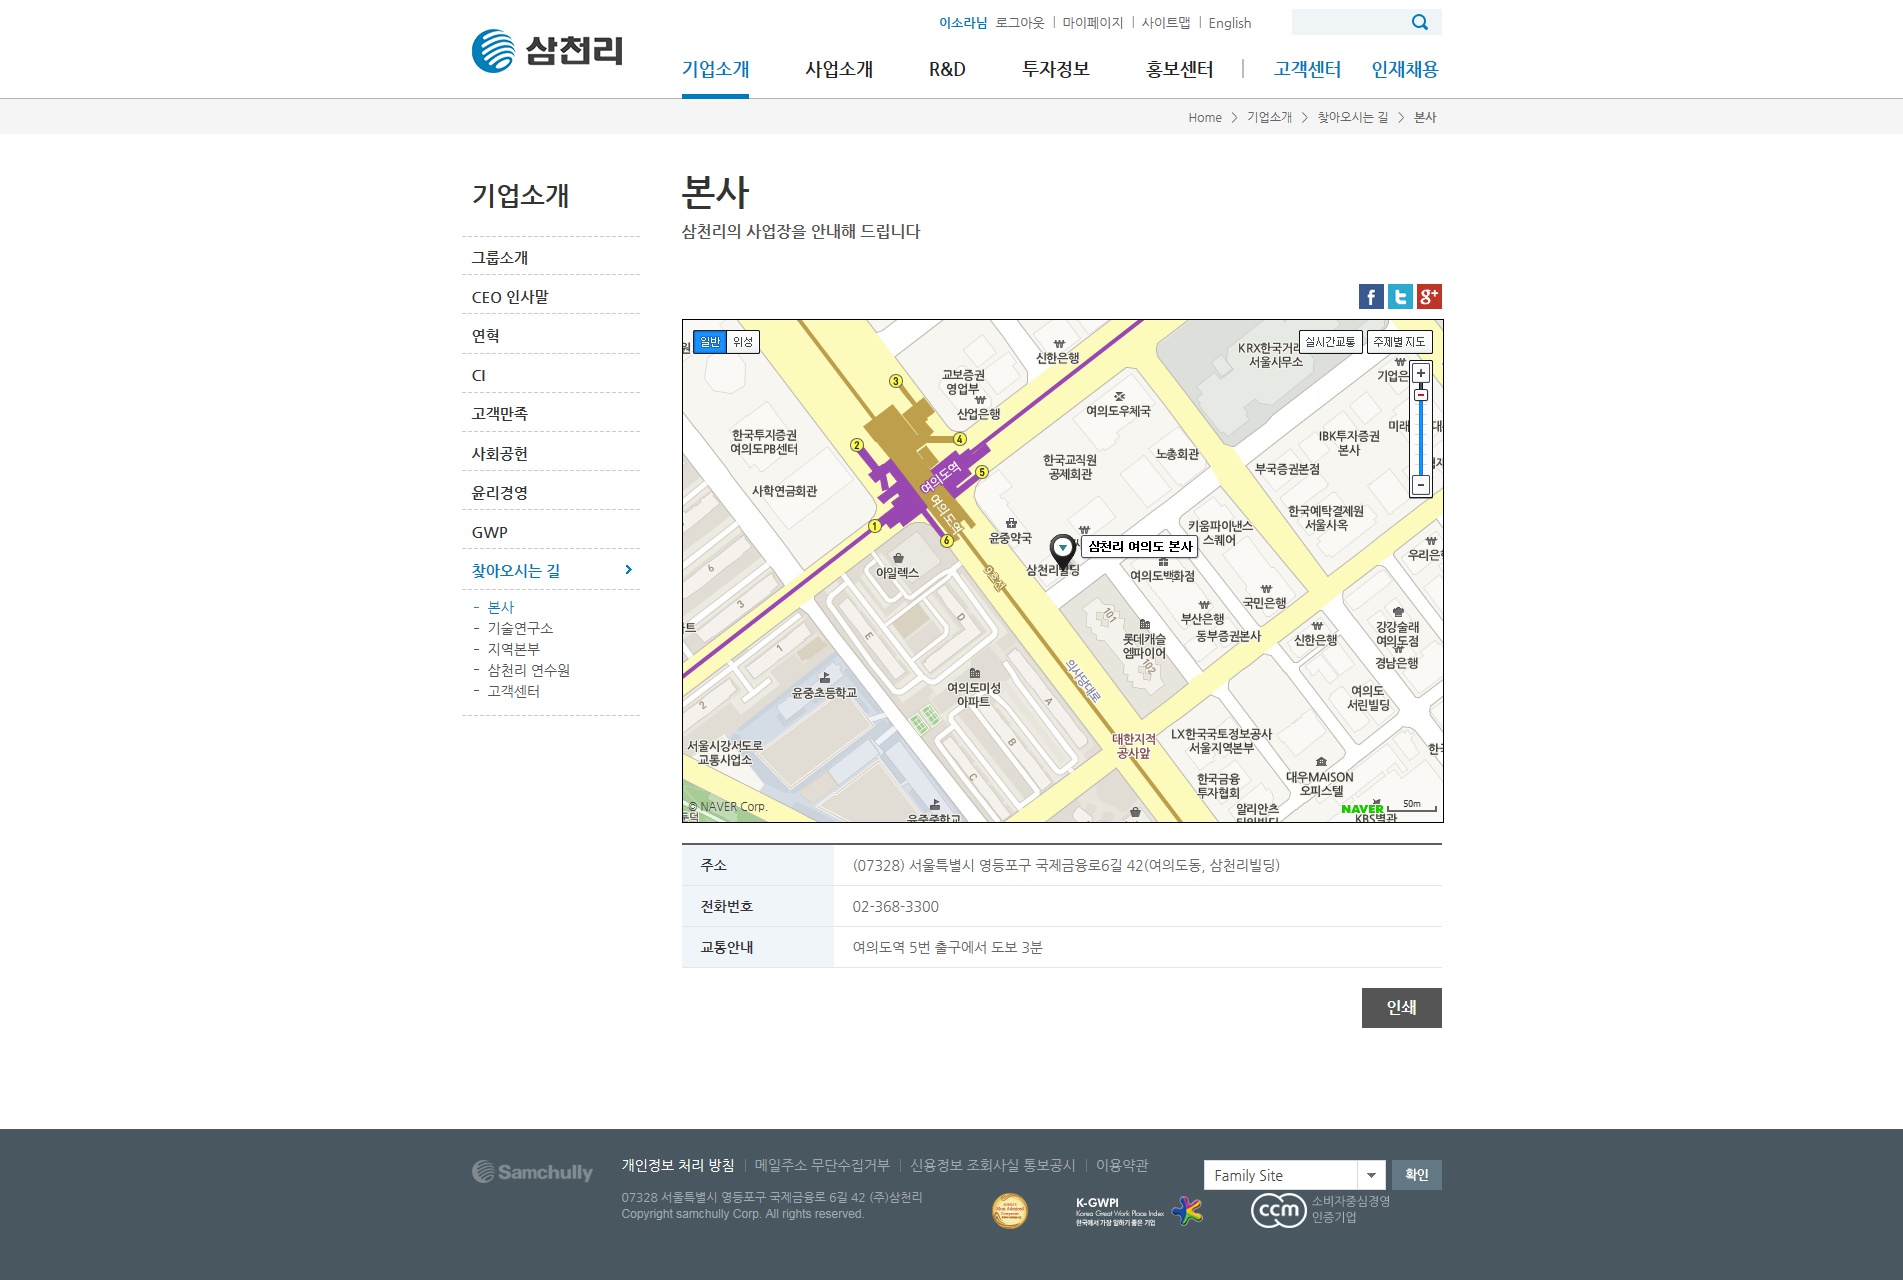 이소라님 로그아웃 마이페이지 사이트맵 English
삼천리
기업소개 사업소개 R&D 투자정보 홍보센터 고객센터 인재채용
Home > 기업소개 > 찾아오시는 길 > 본사
기업소개
그룹소개
CEO 인사말
연혁
CI
고객만족
사회공헌
윤리경영
GWP
찾아오시는 길
- 본사
- 기술연구소
- 지역본부
- 삼천리 연수원
- 고객센터
본사
삼천리의 사업장을 안내해 드립니다
일반 위성
실시간교통 주제별 지도
신한은행
KRX한국거래
서울사무소
기업은
교보증권
영업부
산업은행
여의도우체국
한국투자증권
여의도PB센터
IBK투자증권
본사
미래
노총회관
한국교직원
공제회관
부국증권본점
사학연금회관
여의도역
여의도역
1
2
3
4
5
6
한국예탁결제원
서울사옥
키움파이낸스
스퀘어
윤중약국
삼천리 여의도 본사
삼천리빌딩
여의도백화점
우리은행
아일렉스
9호선
국민은행
부산은행
동부증권본사
신한은행
강강술래
여의도점
경남은행
롯데캐슬
엠파이어
101
102
의사당대로
윤중초등학교
여의도미성
아파트
여의도
서린빌딩
서울시강서도로
교통사업소
대한지적
공사앞
LX한국국토정보공사
서울지역본부
한국금융
투자협회
대우MAISON
오피스텔
알리안츠
윤중중학교
KBS별관
© NAVER Corp.
NAVER 50m
주소 (07328) 서울특별시 영등포구 국제금융로6길 42(여의도동, 삼천리빌딩)
전화번호 02-368-3300
교통안내 여의도역 5번 출구에서 도보 3분
인쇄
Samchully
개인정보 처리 방침 메일주소 무단수집거부 신용정보 조회사실 통보공시 이용약관
Family Site 확인
07328 서울특별시 영등포구 국제금융로 6길 42 (주)삼천리
Copyright samchully Corp. All rights reserved.
K-GWPI
Korea Great Work Place Index
한국에서 가장 일하기 좋은 기업
ccm
소비자중심경영
인증기업